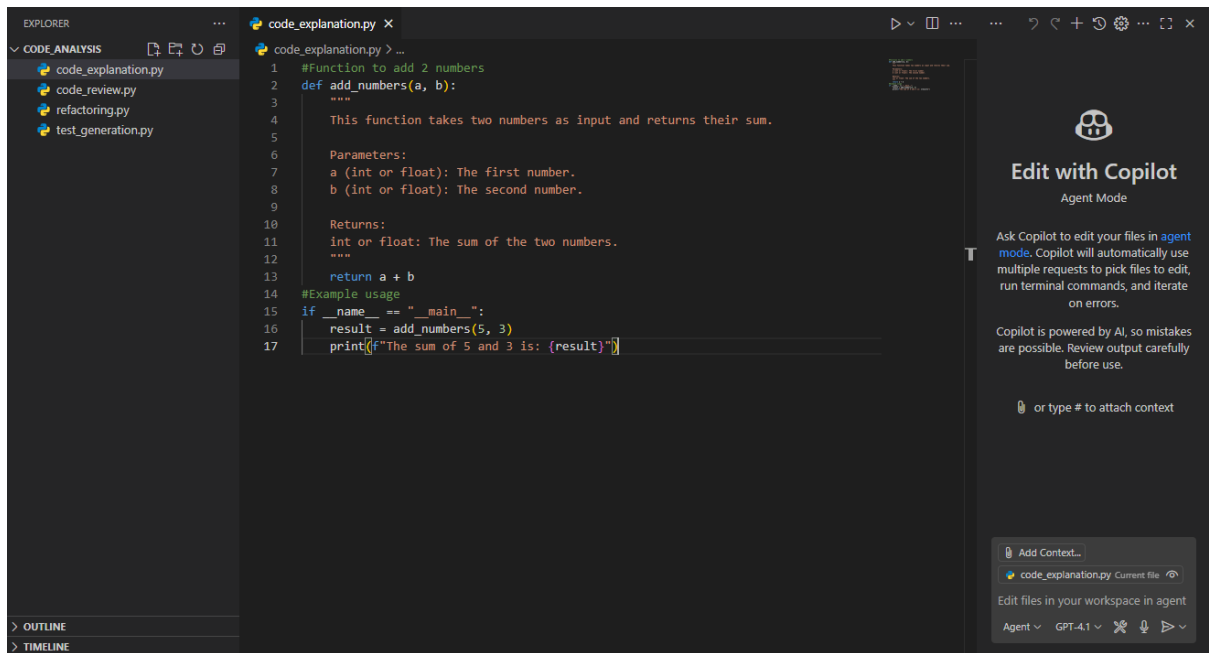 EXPLORER
CODE_ANALYSIS
code_explanation.py
code_review.py
refactoring.py
test_generation.py
OUTLINE
TIMELINE
code_explanation.py
code_explanation.py > ...
1 #Function to add 2 numbers
2 def add_numbers(a, b):
3 """
4 This function takes two numbers as input and returns their sum.
5
6 Parameters:
7 a (int or float): The first number.
8 b (int or float): The second number.
9
10 Returns:
11 int or float: The sum of the two numbers.
12 """
13 return a + b
14 #Example usage
15 if __name__ == "__main__":
16 result = add_numbers(5, 3)
17 print(f"The sum of 5 and 3 is: {result}")
T
Edit with Copilot
Agent Mode
Ask Copilot to edit your files in agent
mode. Copilot will automatically use
multiple requests to pick files to edit,
run terminal commands, and iterate
on errors.
Copilot is powered by AI, so mistakes
are possible. Review output carefully
before use.
or type # to attach context
Add Context...
code_explanation.py Current file
Edit files in your workspace in agent
Agent GPT-4.1